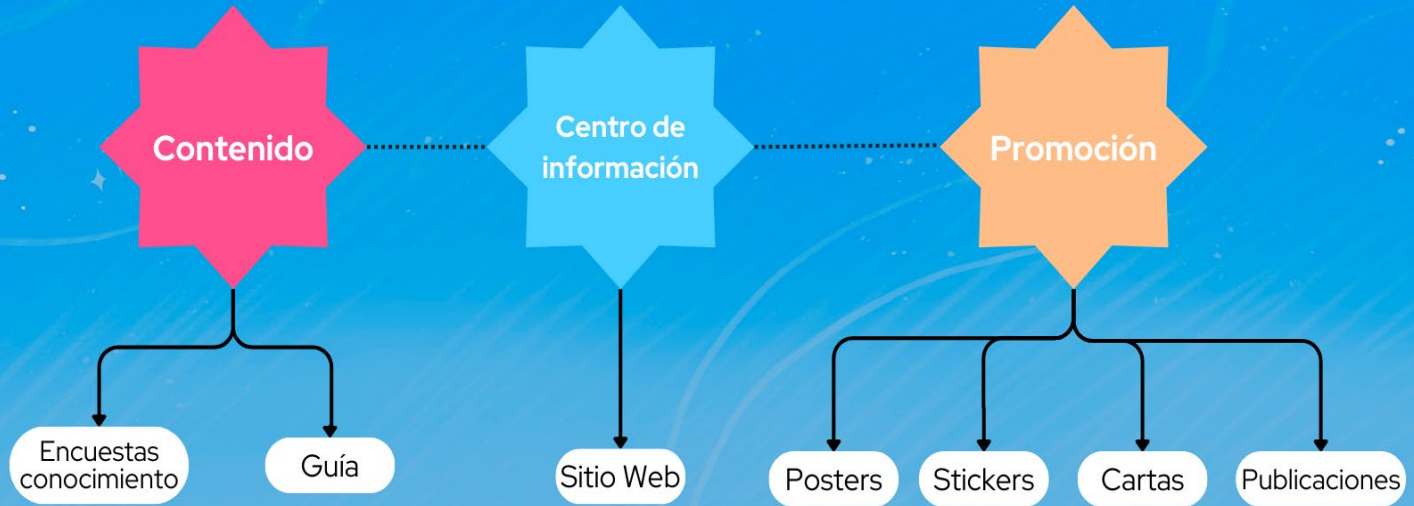 Contenido
Centro de
información
Promoción
Encuestas
conocimiento
Guía
Sitio Web
Posters
Stickers
Cartas
Publicaciones